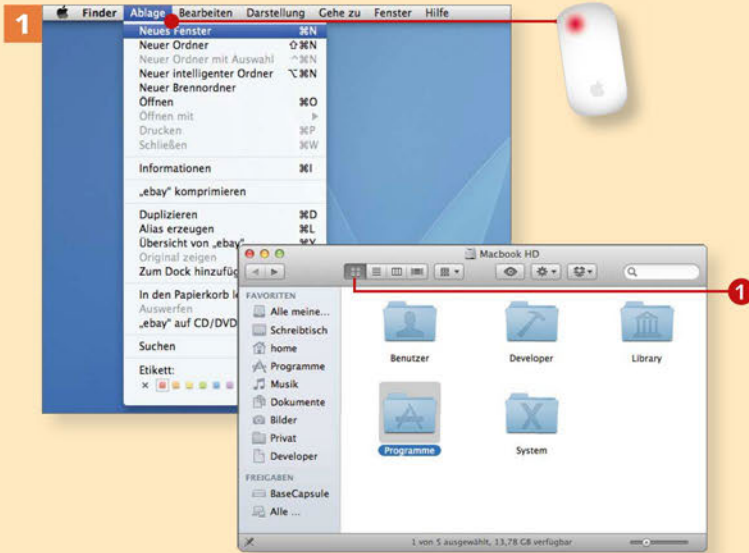 1
Finder Ablage Bearbeiten Darstellung Gehe zu Fenster Hilfe
Neues Fenster ⌘N
Neuer Ordner ⇧⌘N
Neuer Ordner mit Auswahl ^⌘N
Neuer intelligenter Ordner ⌥⌘N
Neuer Brennordner
Öffnen ⌘O
Öffnen mit
Drucken ⌘P
Schließen ⌘W
Informationen ⌘I
„ebay“ komprimieren
Duplizieren ⌘D
Alias erzeugen ⌘L
Übersicht von „ebay“ ⌘Y
Original zeigen
Zum Dock hinzufüg
In den Papierkorb l
Auswerfen
„ebay“ auf CD/DVD
Suchen
Etikett:
Macbook HD
1
FAVORITEN
Alle meine...
Schreibtisch
home
Programme
Musik
Dokumente
Bilder
Privat
Developer
FREIGABEN
BaseCapsule
Alle ...
Benutzer
Developer
Library
Programme
System
1 von 5 ausgewählt, 13,78 GB verfügbar